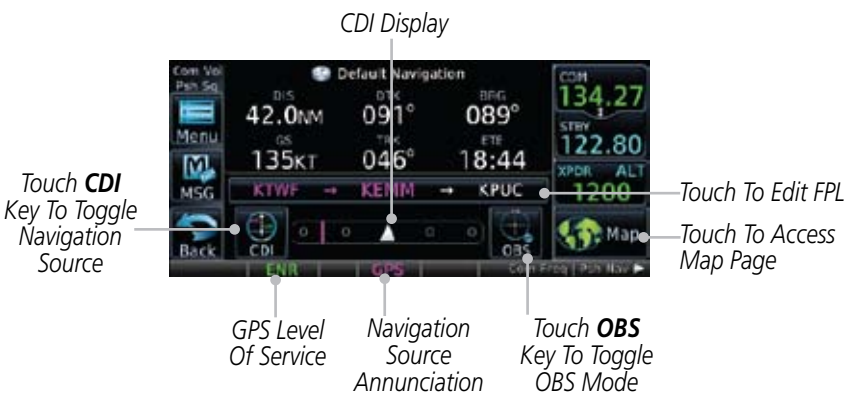 CDI Display
Com Vol
Psh Sq
Default Navigation
COM
134.27
DIS DTK BRG
42.0NM 091° 089°
STBY
122.80
Menu
GS TRK ETE
135KT 046° 18:44
XPDR ALT
1200
MSG
KTWF → KEMM → KPUC
Touch To Edit FPL
Touch CDI
Key To Toggle
Navigation
Source
Back
CDI
OBS
Map
Touch To Access
Map Page
ENR GPS Com Freq | Psh Nav
GPS Level
Of Service
Navigation
Source
Annunciation
Touch OBS
Key To Toggle
OBS Mode